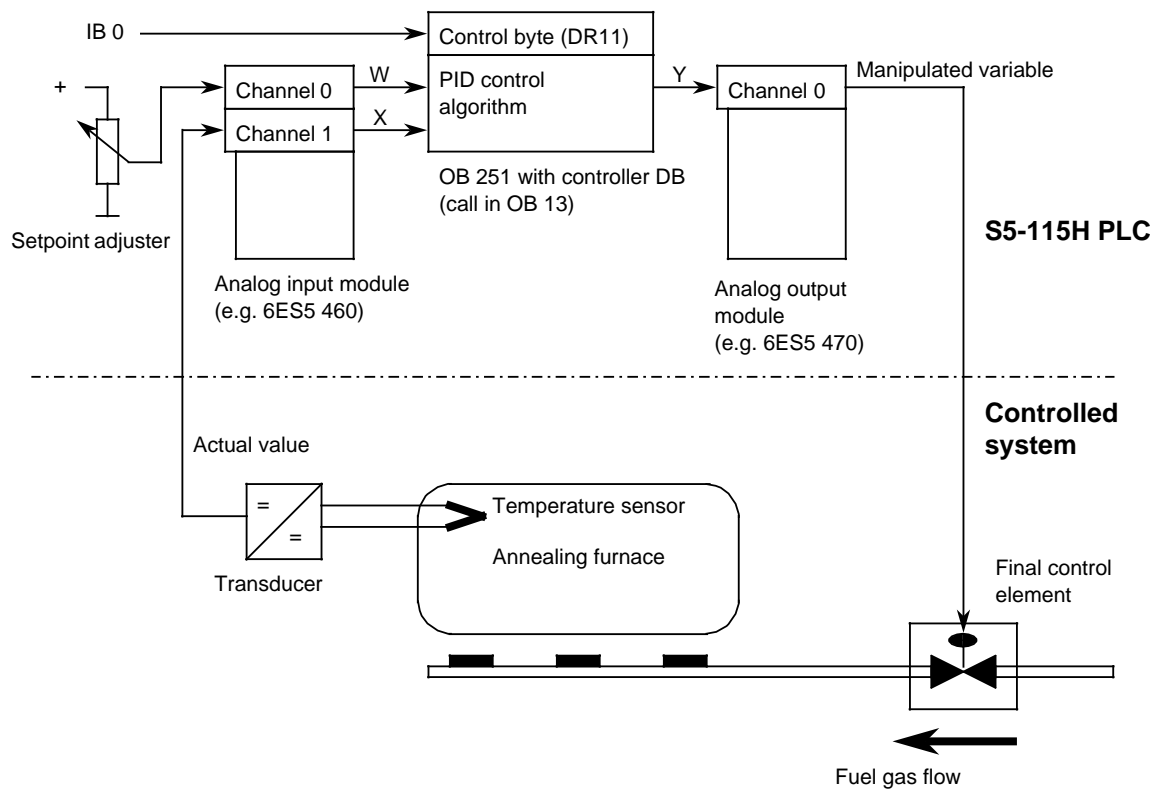 IB 0
Control byte (DR11)
+
Channel 0
W
PID control
algorithm
Y
Channel 0
Manipulated variable
Channel 1
X
OB 251 with controller DB
(call in OB 13)
Setpoint adjuster
S5-115H PLC
Analog input module
(e.g. 6ES5 460)
Analog output
module
(e.g. 6ES5 470)
Controlled
system
Actual value
=
=
Transducer
Temperature sensor
Annealing furnace
Final control
element
Fuel gas flow